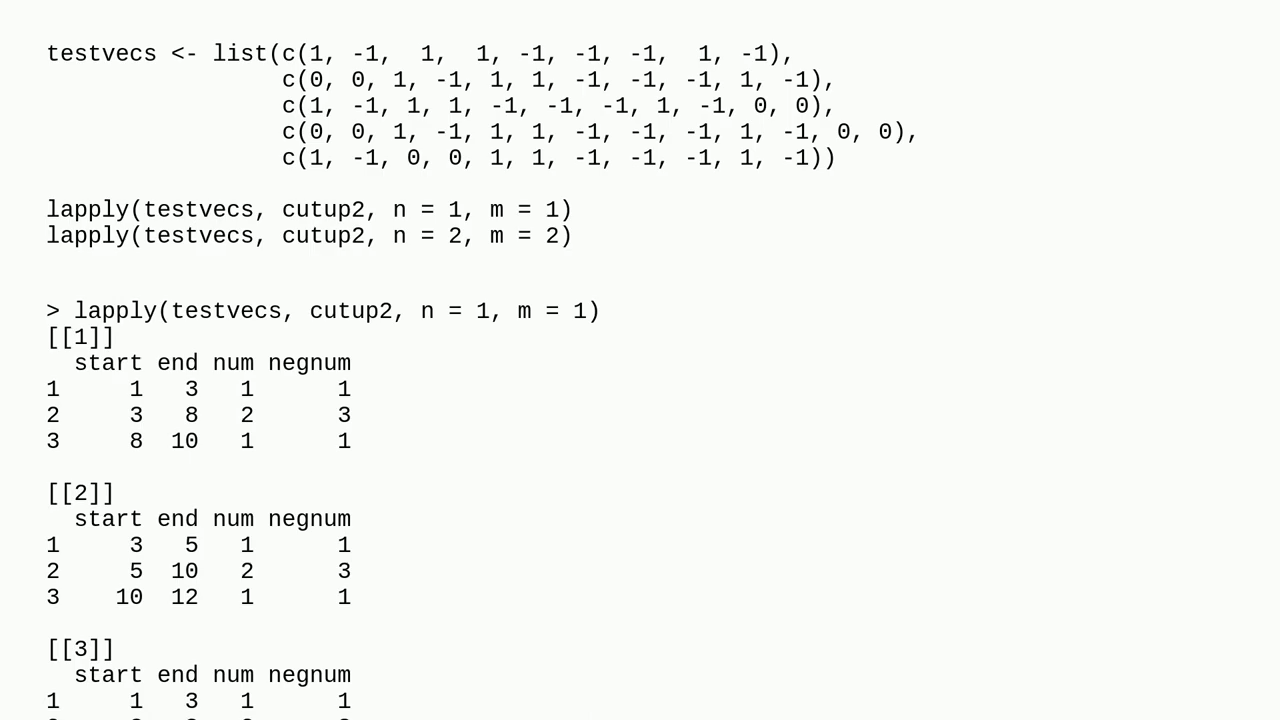 testvecs <- list(c(1, -1,  1,  1, -1, -1, -1,  1, -1),
                 c(0, 0, 1, -1, 1, 1, -1, -1, -1, 1, -1),
                 c(1, -1, 1, 1, -1, -1, -1, 1, -1, 0, 0),
                 c(0, 0, 1, -1, 1, 1, -1, -1, -1, 1, -1, 0, 0),
                 c(1, -1, 0, 0, 1, 1, -1, -1, -1, 1, -1))
lapply(testvecs, cutup2, n = 1, m = 1)
lapply(testvecs, cutup2, n = 2, m = 2)
> lapply(testvecs, cutup2, n = 1, m = 1)
[[1]]
  start end num negnum
1     1   3   1      1
2     3   8   2      3
3     8  10   1      1
[[2]]
  start end num negnum
1     3   5   1      1
2     5  10   2      3
3    10  12   1      1
[[3]]
  start end num negnum
1     1   3   1      1